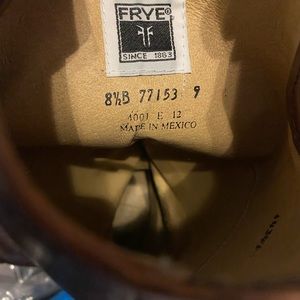 FRYE®
SINCE 1863
8½B 77153 9
4001 E 12
MADE IN MEXICO